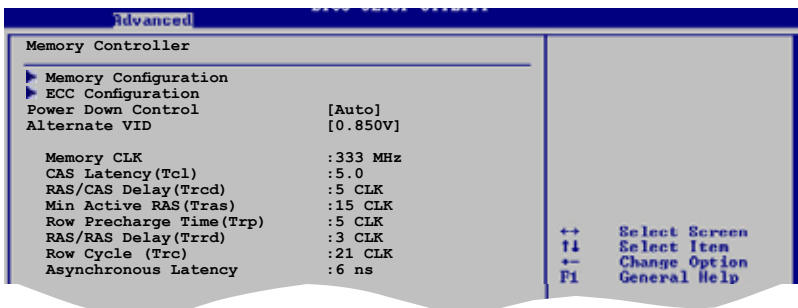 Advanced
Memory Controller
Memory Configuration
ECC Configuration
Power Down Control [Auto]
Alternate VID [0.850V]
Memory CLK :333 MHz
CAS Latency(Tcl) :5.0
RAS/CAS Delay(Trcd) :5 CLK
Min Active RAS(Tras) :15 CLK
Row Precharge Time(Trp) :5 CLK
RAS/RAS Delay(Trrd) :3 CLK
Row Cycle (Trc) :21 CLK
Asynchronous Latency :6 ns
↔ Select Screen
↑↓ Select Item
+- Change Option
F1 General Help